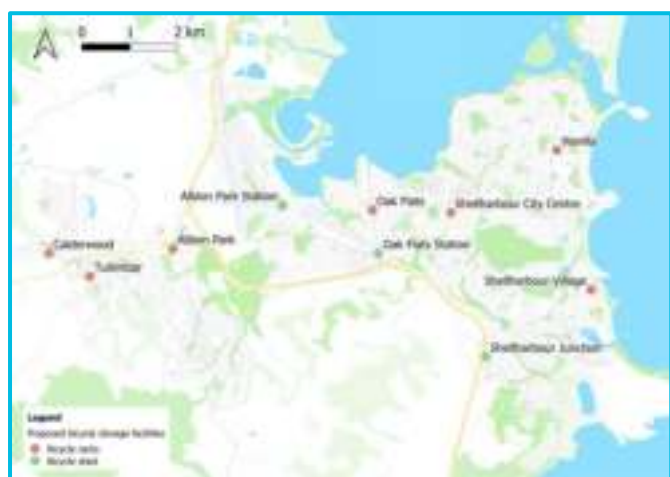 0 1 2 km
Warilla
Albion Park Station
Oak Flats
Shellharbour City Centre
Albion Park
Oak Flats Station
Calderwood
Tullimbar
Shellharbour Village
Shellharbour Junction
Legend
Proposed bicycle storage facilities
Bicycle racks
Bicycle shed